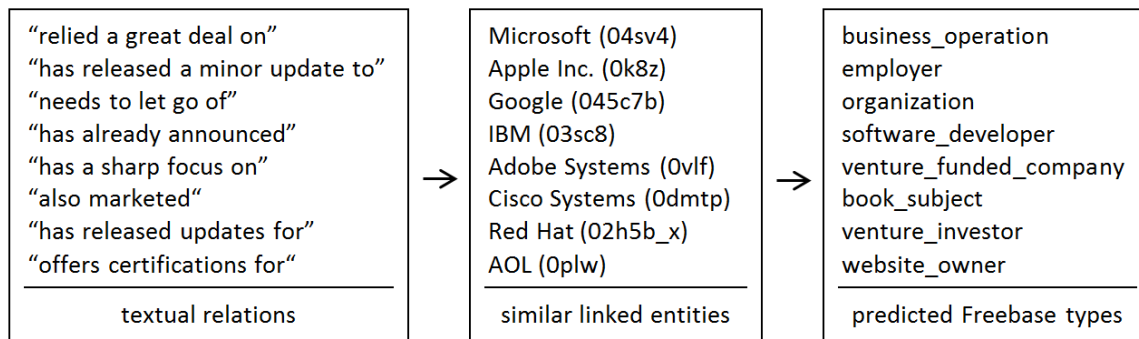 “relied a great deal on”
“has released a minor update to”
“needs to let go of”
“has already announced”
“has a sharp focus on”
“also marketed“
“has released updates for”
“offers certifications for“
textual relations
Microsoft (04sv4)
Apple Inc. (0k8z)
Google (045c7b)
IBM (03sc8)
Adobe Systems (0vlf)
Cisco Systems (0dmtp)
Red Hat (02h5b_x)
AOL (0plw)
similar linked entities
business_operation
employer
organization
software_developer
venture_funded_company
book_subject
venture_investor
website_owner
predicted Freebase types